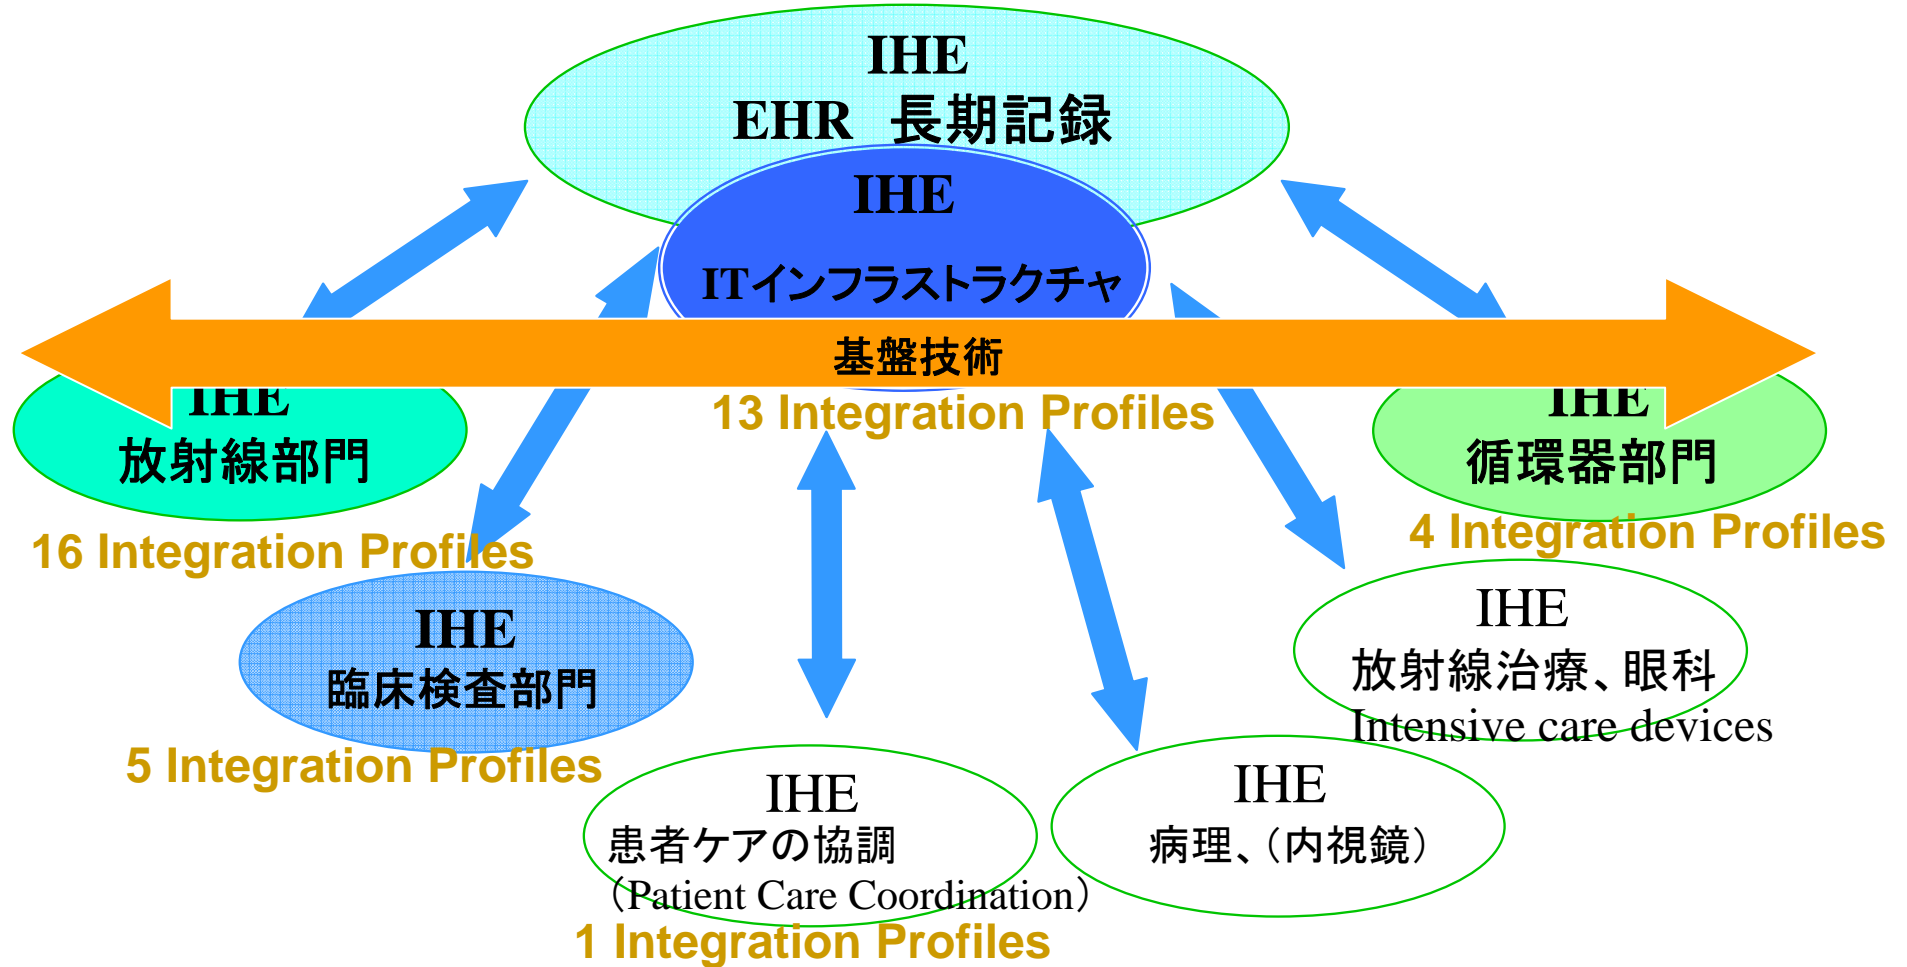 IHE
EHR 長期記録
IHE
ITインフラストラクチャ
基盤技術
13 Integration Profiles
IHE
放射線部門
16 Integration Profiles
IHE
循環器部門
4 Integration Profiles
IHE
臨床検査部門
5 Integration Profiles
IHE
放射線治療、眼科
Intensive care devices
IHE
患者ケアの協調
（Patient Care Coordination）
1 Integration Profiles
IHE
病理、（内視鏡）